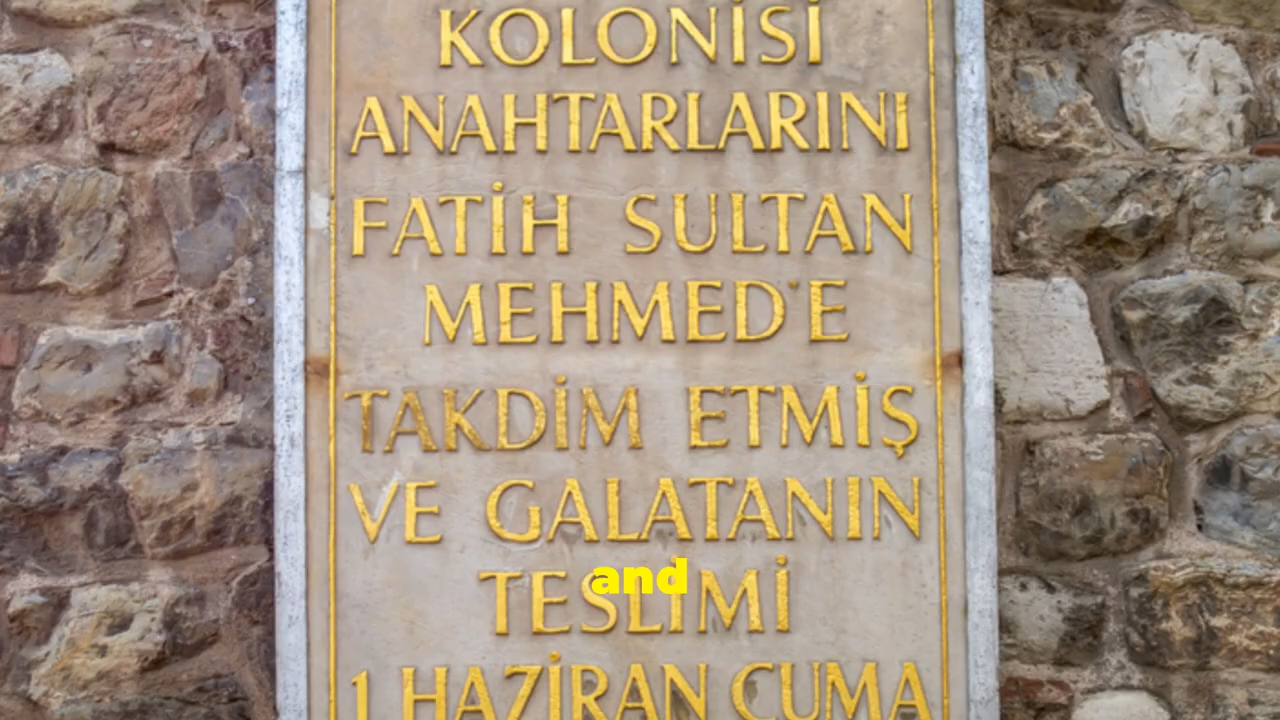 KOLONİSİ
ANAHTARLARINI
FATİH SULTAN
MEHMED'E
TAKDİM ETMİŞ
VE GALATANIN
TESLİMİ
and
1 HAZİRAN CUMA